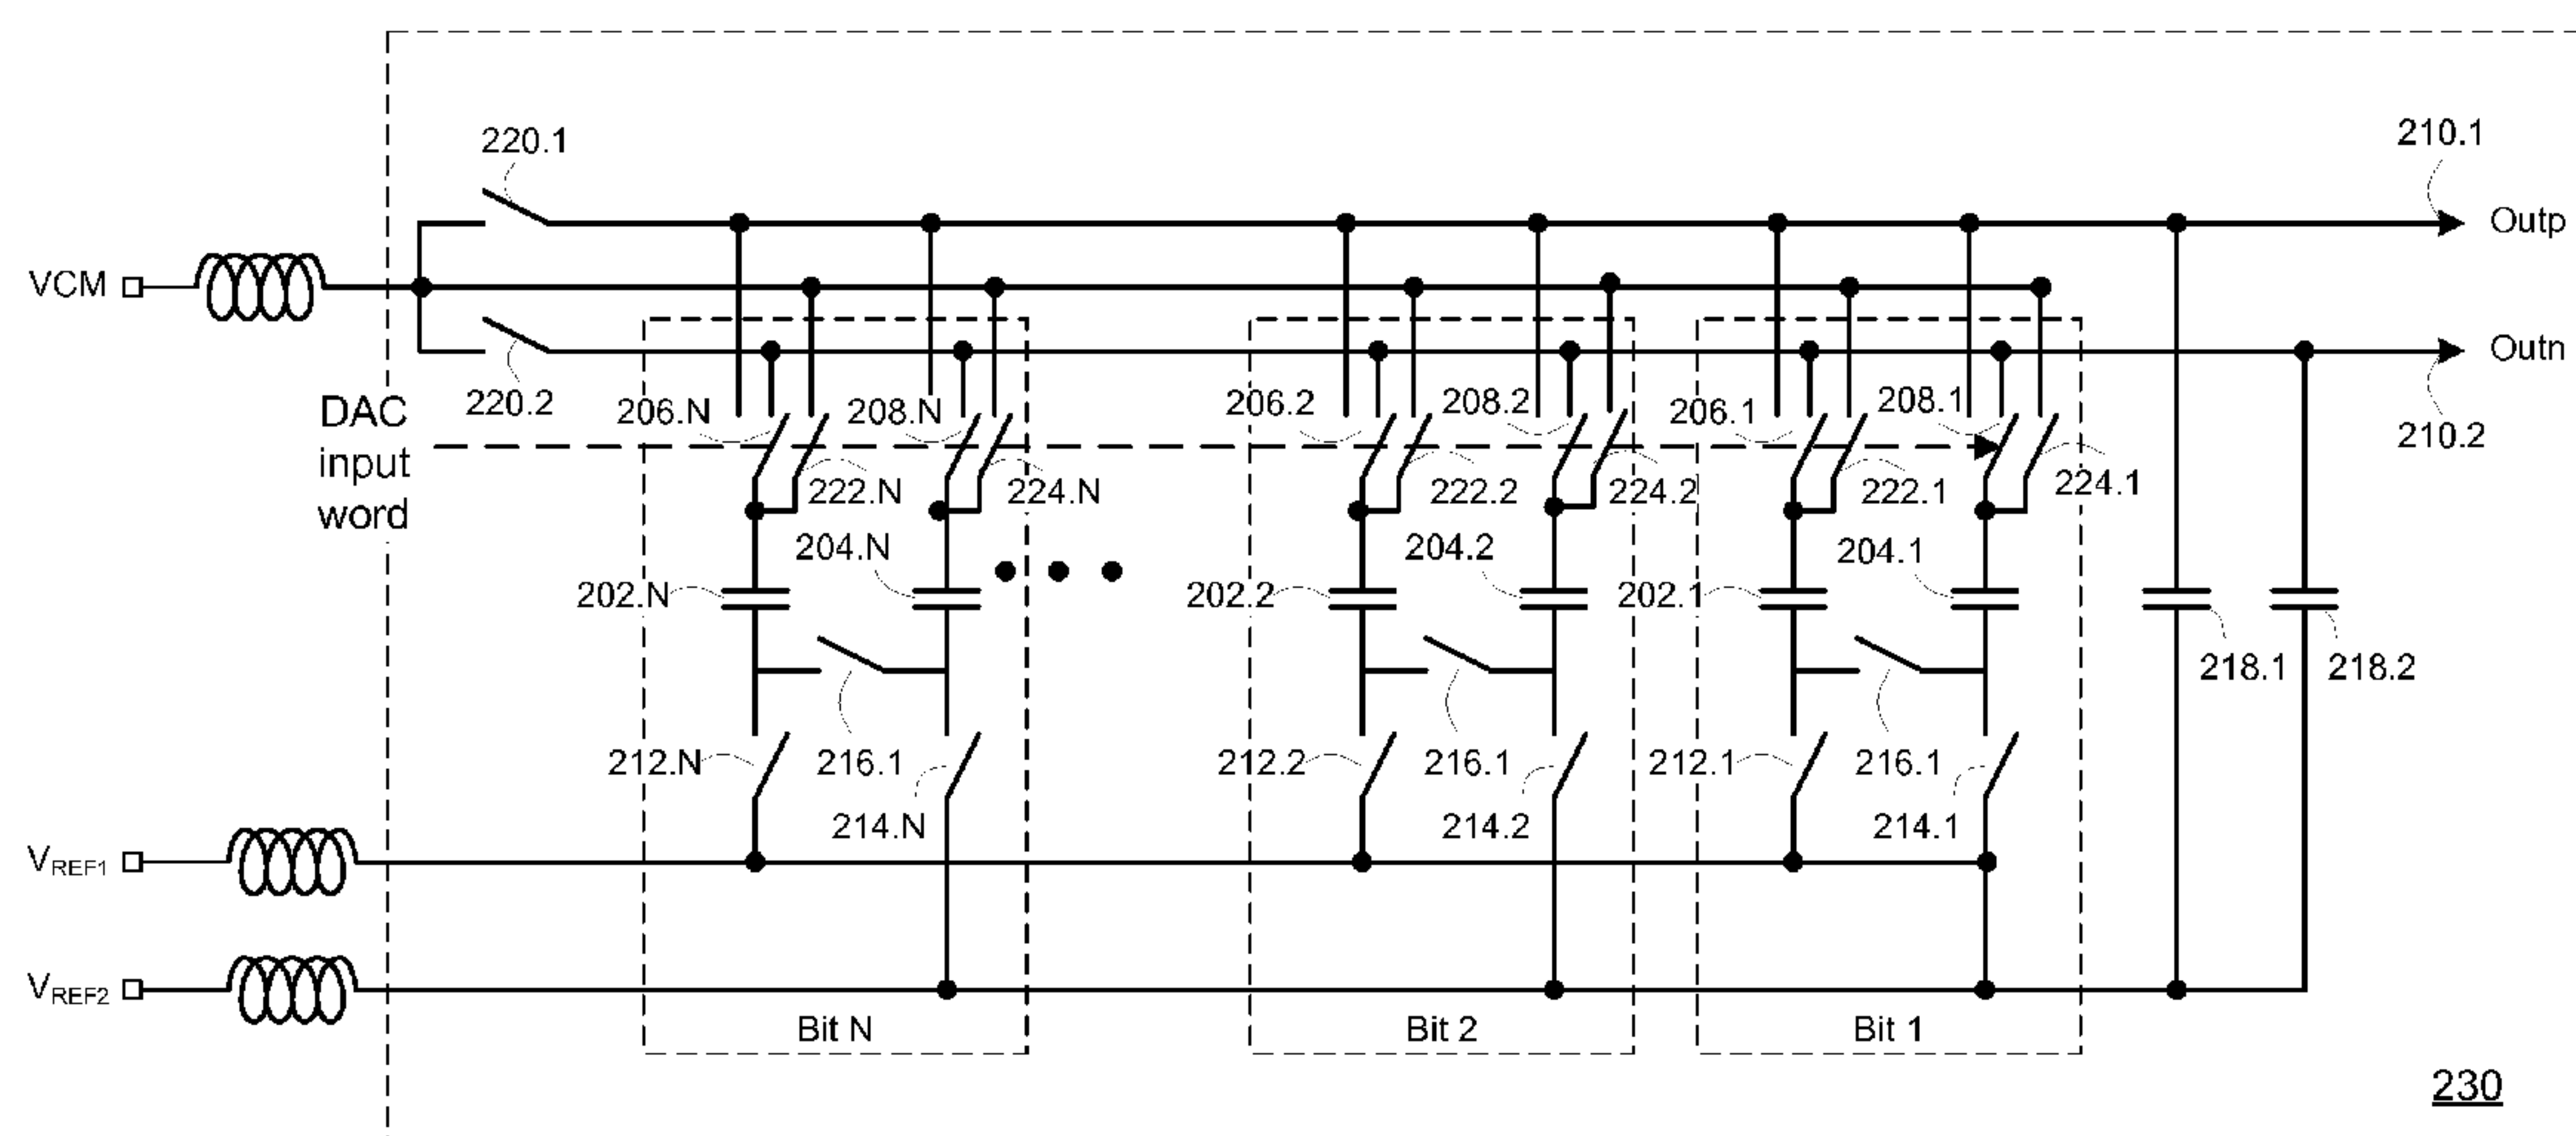 220.1
210.1
Outp
VCM
Outn
220.2
DAC
input
word
206.N
208.N
206.2
208.2
206.1
208.1
210.2
222.N
224.N
222.2
224.2
222.1
224.1
204.N
204.2
204.1
202.N
202.2
202.1
218.1
218.2
212.N
216.1
212.2
216.1
212.1
216.1
214.N
214.2
214.1
VREF1
VREF2
Bit N
Bit 2
Bit 1
230